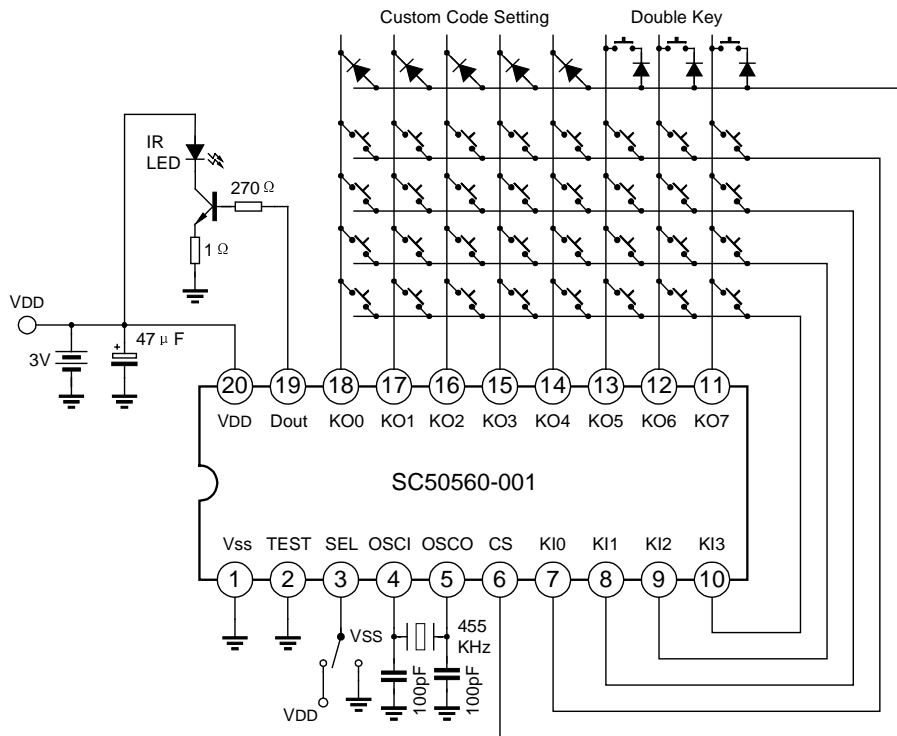 Custom Code Setting
Double Key
IR
LED
270 Ω
1 Ω
VDD
3V
+
47 μ F
20 19 18 17 16 15 14 13 12 11
VDD Dout KO0 KO1 KO2 KO3 KO4 KO5 KO6 KO7
SC50560-001
Vss TEST SEL OSCI OSCO CS KI0 KI1 KI2 KI3
1 2 3 4 5 6 7 8 9 10
VSS
455
KHz
100pF
100pF
VDD